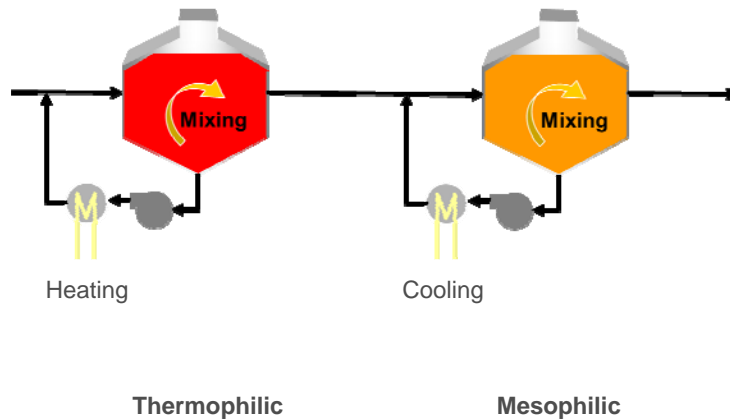 Mixing
Mixing
Heating
Cooling
Thermophilic
Mesophilic